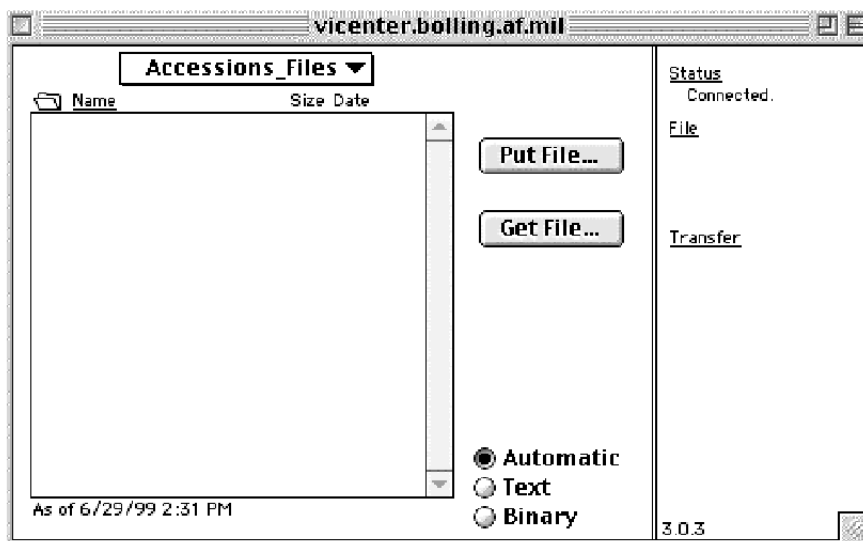 vicenter.bolling.af.mil
Accessions_Files
Name Size Date
Put File...
Get File...
Automatic
Text
Binary
As of 6/29/99 2:31 PM
Status
Connected.
File
Transfer
3.0.3